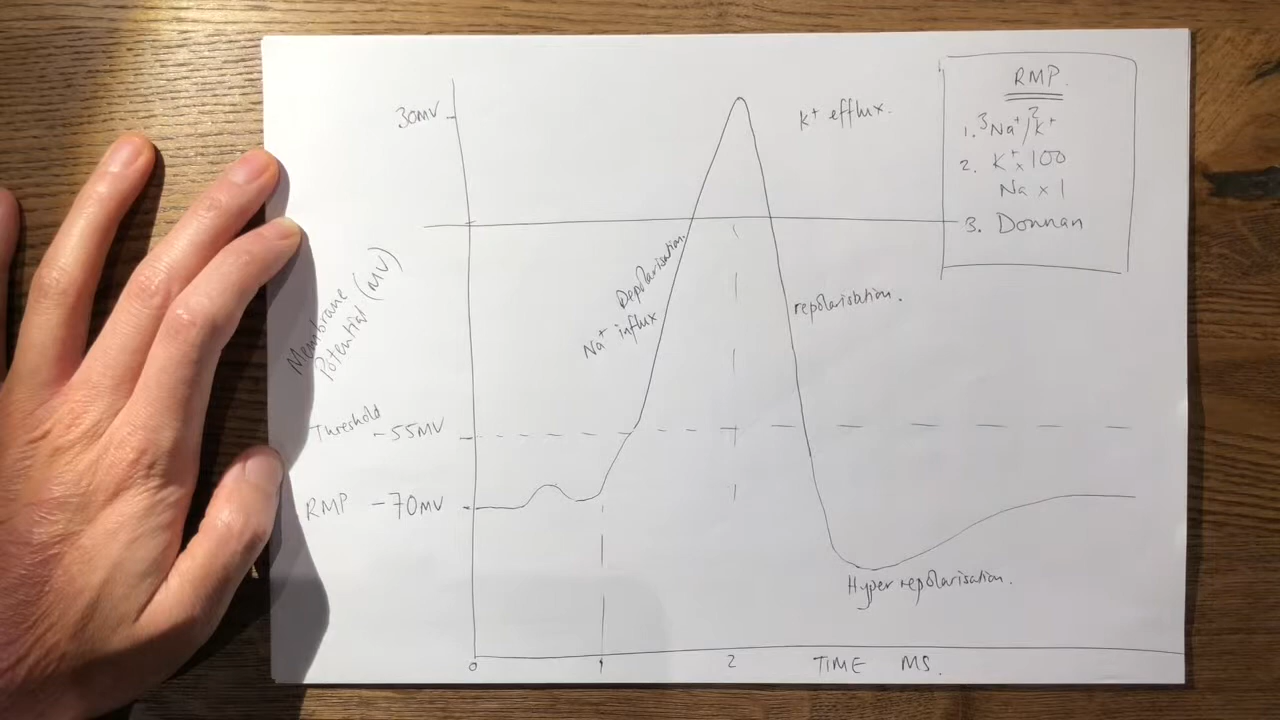 30MV
K⁺ efflux.
RMP.
1. 3Na⁺/2K⁺
2. K⁺ x 100
Na x 1
3. Donnan
Membrane
Potential (MV)
Depolarisation.
Na⁺ influx
repolarisation.
Threshold -55MV
RMP -70MV
Hyper repolarisation.
0 1 2 TIME MS.